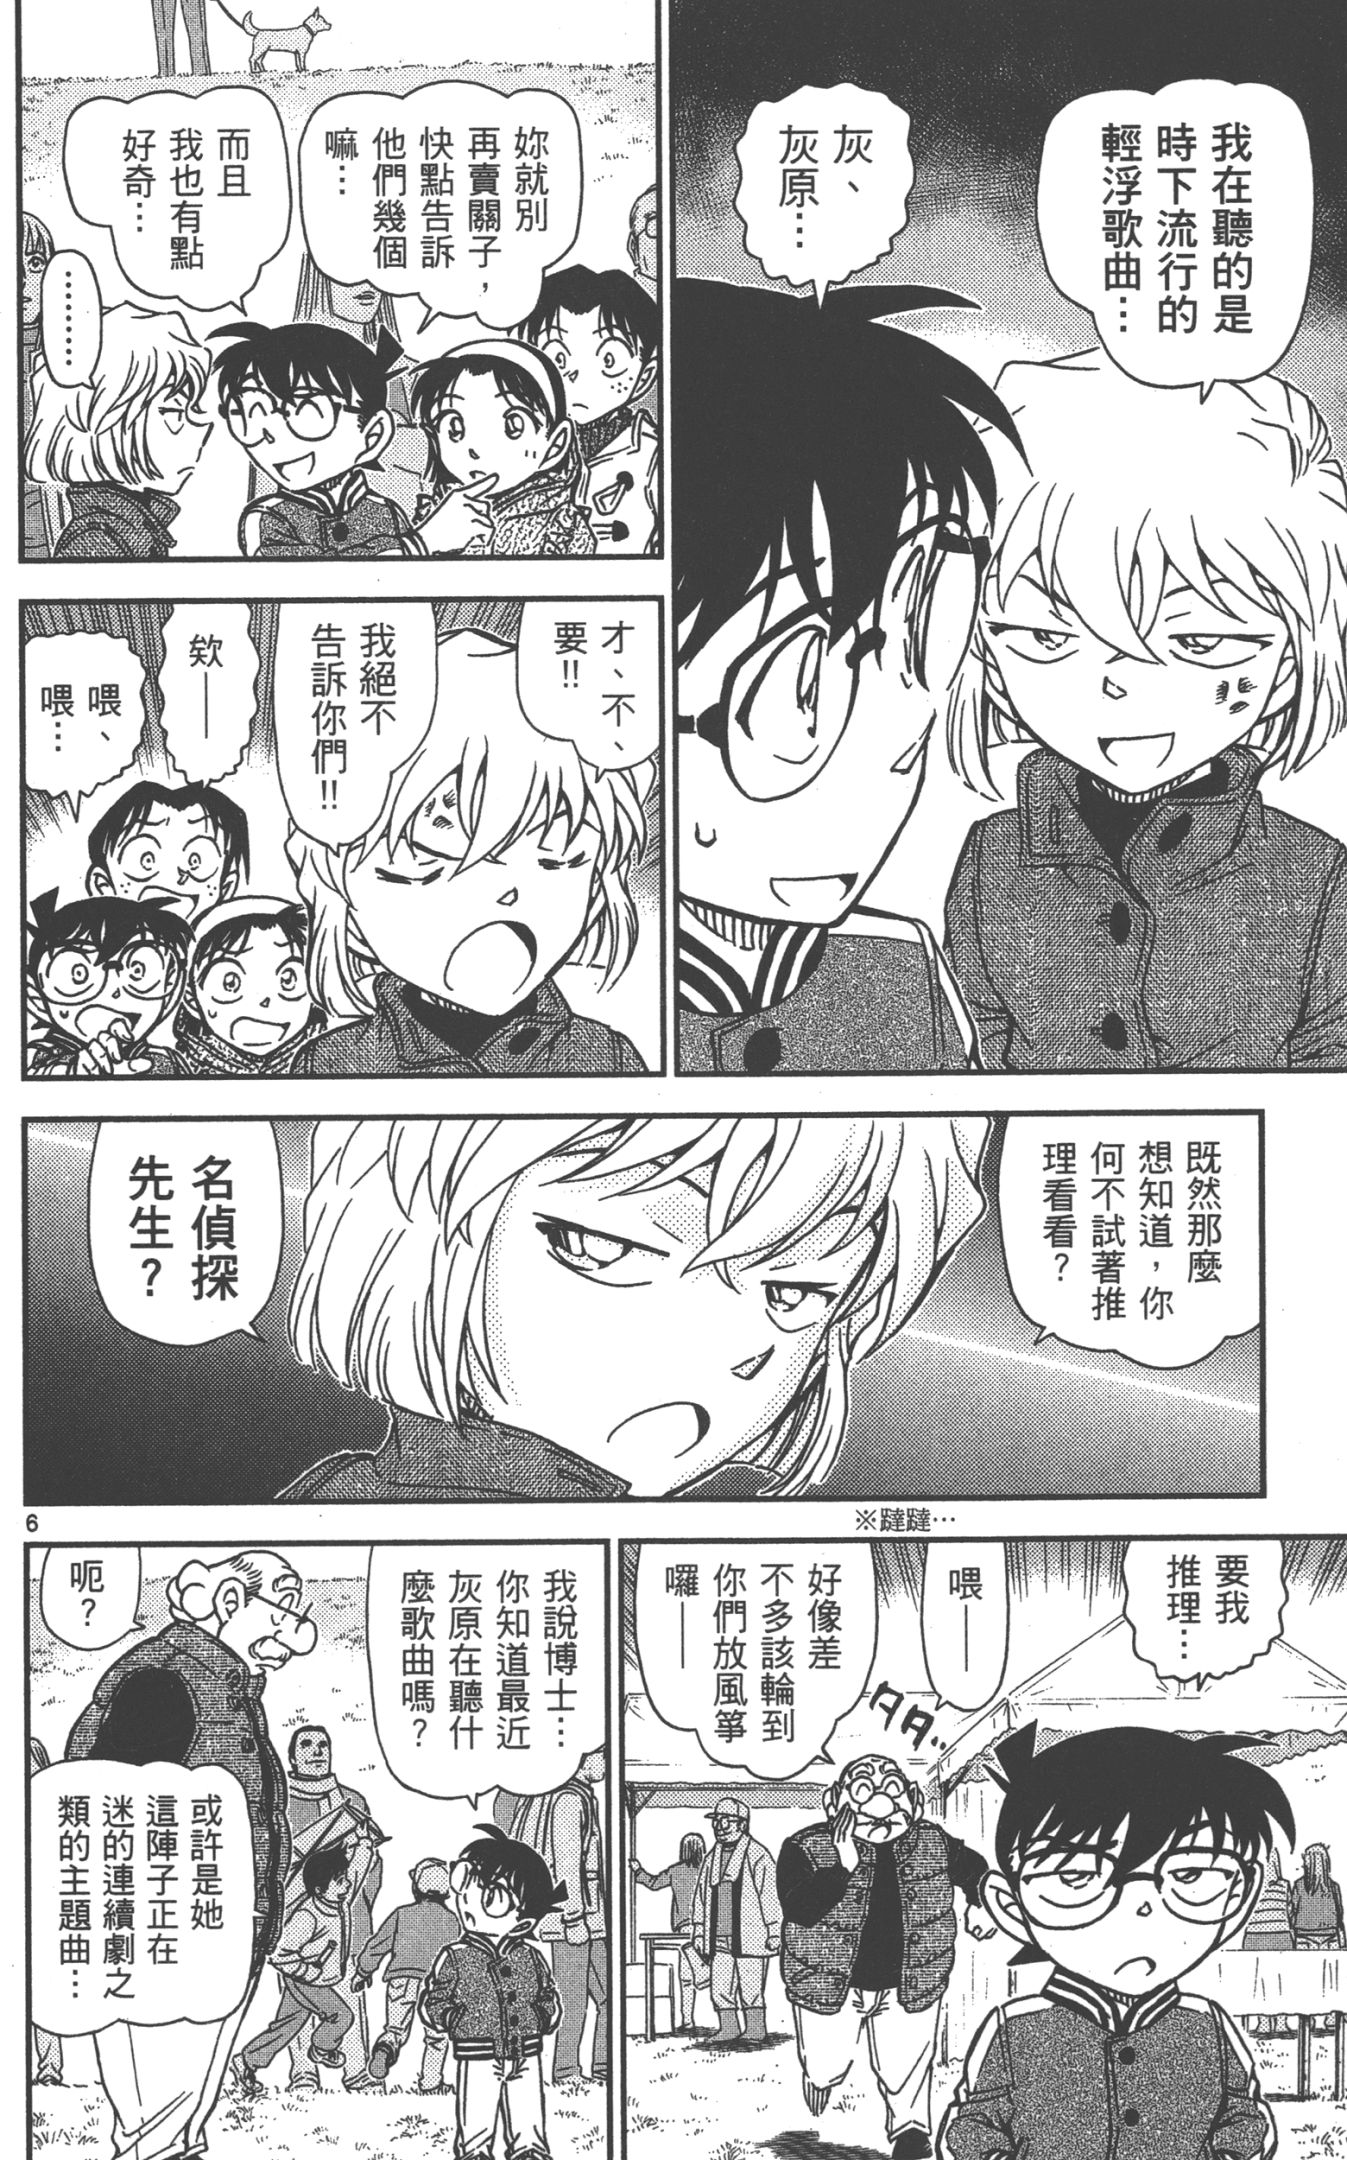 我在聽的是
時下流行的
輕浮歌曲…
灰、
灰原…
妳就別
再賣關子，
快點告訴
他們幾個
嘛…
而且
我也有點
好奇…
………
才、不、
要!!
我絕不
告訴你們!!
欸—
喂、
喂…
既然那麼
想知道，你
何不試著推
理看看？
名偵探
先生？
6
※躂躂…
要我
推理…
喂—
好像差
不多該輪到
你們放風箏
囉—
タタ…
我說博士…
你知道最近
灰原在聽什
麼歌曲嗎？
呃？
或許是她
這陣子正在
迷的連續劇之
類的主題曲…